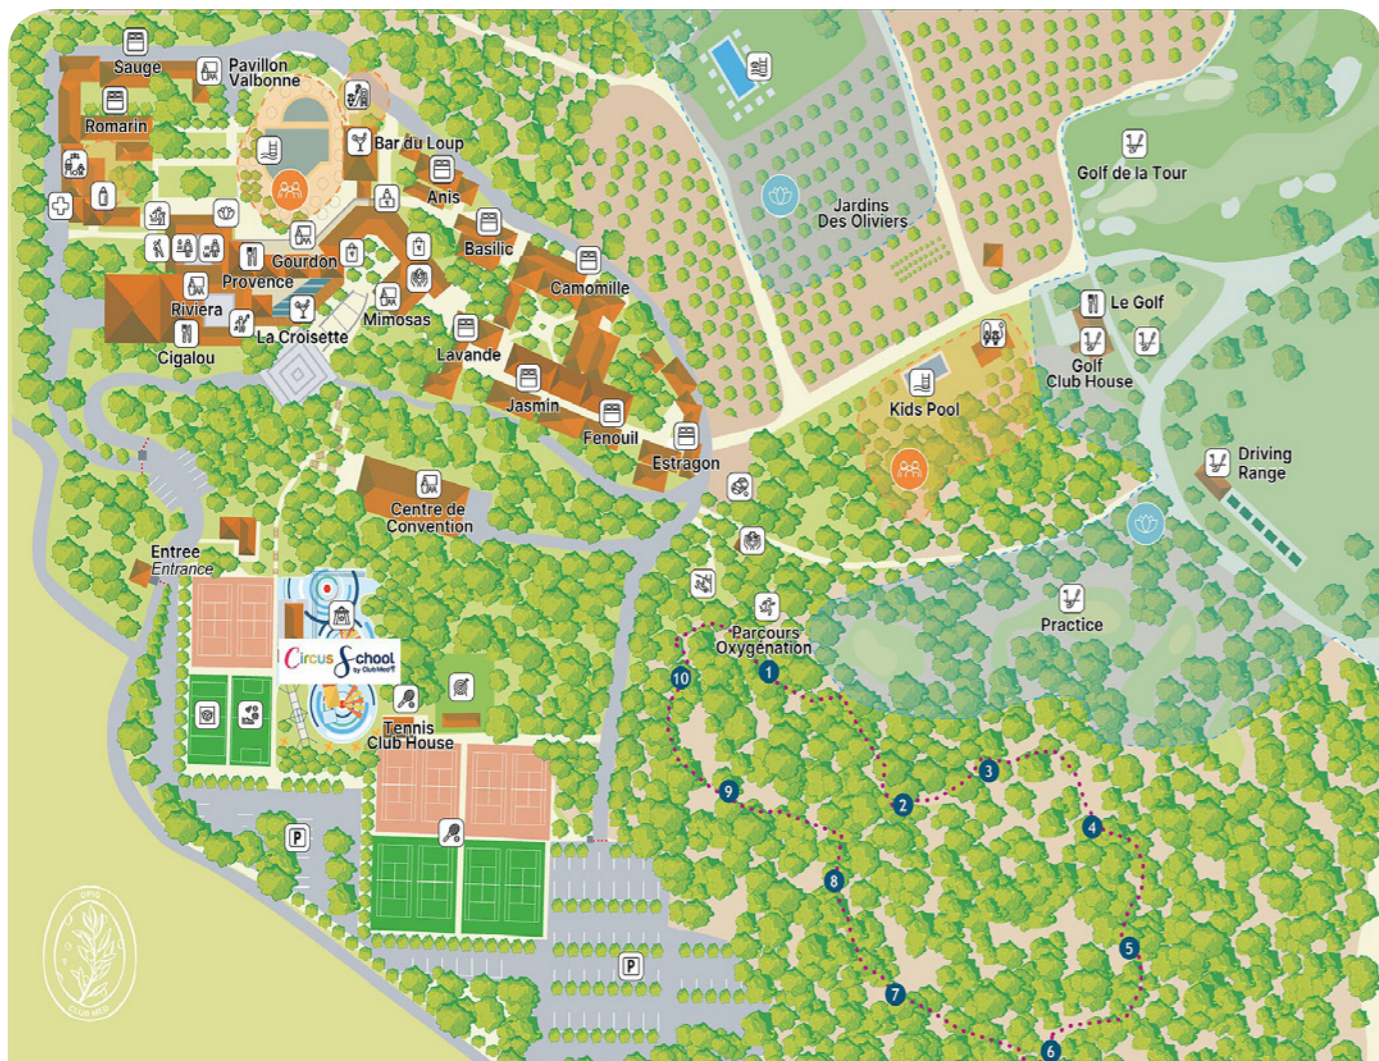 Sauge
Pavillon
Valbonne
Romarin
Bar du Loup
Anis
Golf de la Tour
Jardins
Des Oliviers
Basilic
Gourdon
Provence
Camomille
Riviera
Mimosas
Le Golf
La Croisette
Cigalou
Lavande
Golf
Club House
Jasmin
Kids Pool
Fenouil
Estragon
Driving
Range
Centre de
Convention
Entree
Entrance
Practice
Parcours
Oxygénation
Circus School
by Club Med
1
10
Tennis
Club House
3
9
2
4
P
8
OPIO
5
P
7
CLUB MED
6